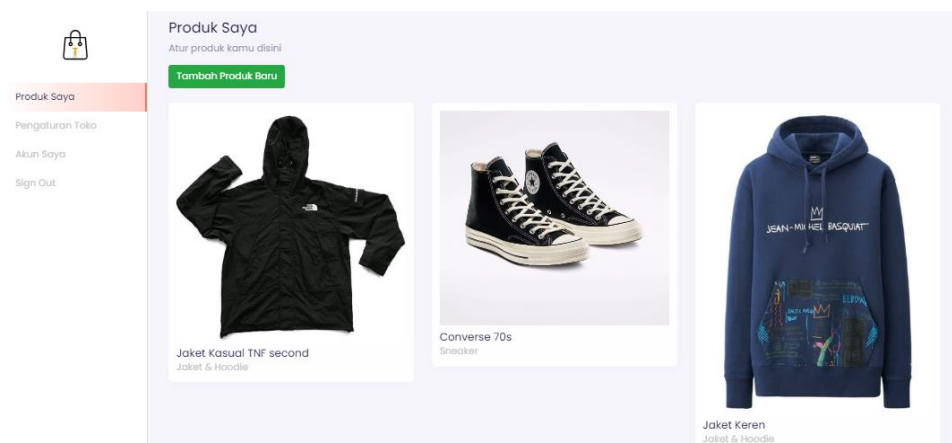 Produk Saya
Pengaturan Toko
Akun Saya
Sign Out
Produk Saya
Atur produk kamu disini
Tambah Produk Baru
Jaket Kasual TNF second
Jaket & Hoodie
Converse 70s
Sneaker
JEAN-MICHEL BASQUIAT
Jaket Keren
Jaket & Hoodie